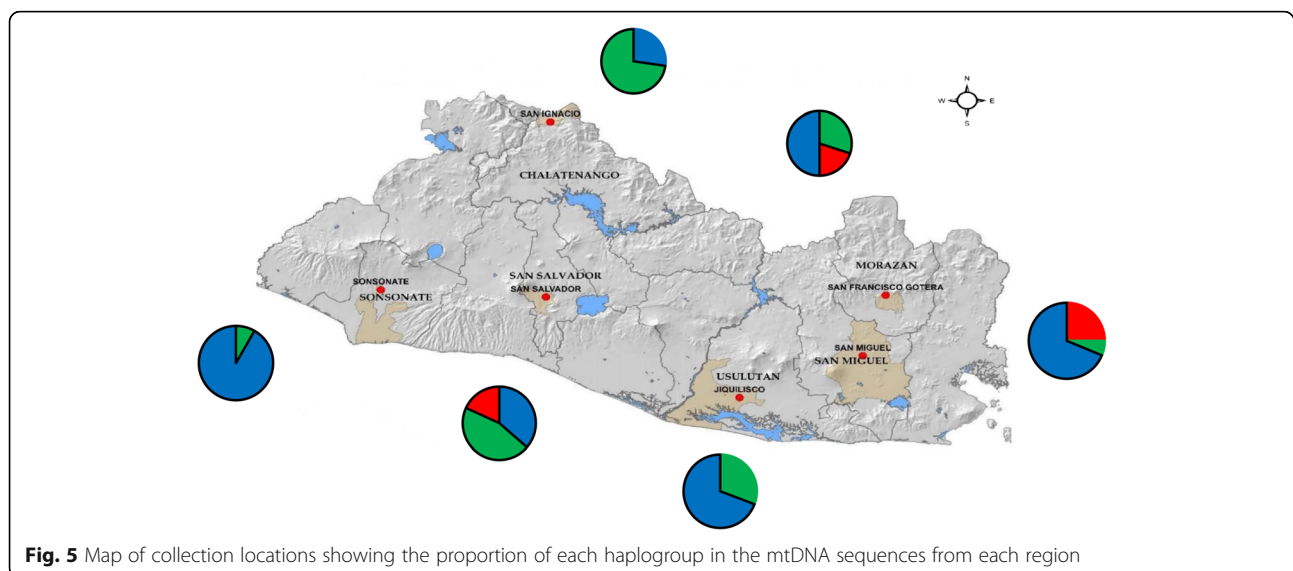 N
W E
S
SAN IGNACIO
CHALATENANGO
MORAZAN
SAN SALVADOR
SONSONATE
SAN FRANCISCO GOTERA
SAN SALVADOR
SONSONATE
SAN MIGUEL
SAN MIGUEL
USULUTAN
JIQUILISCO
Fig. 5 Map of collection locations showing the proportion of each haplogroup in the mtDNA sequences from each region